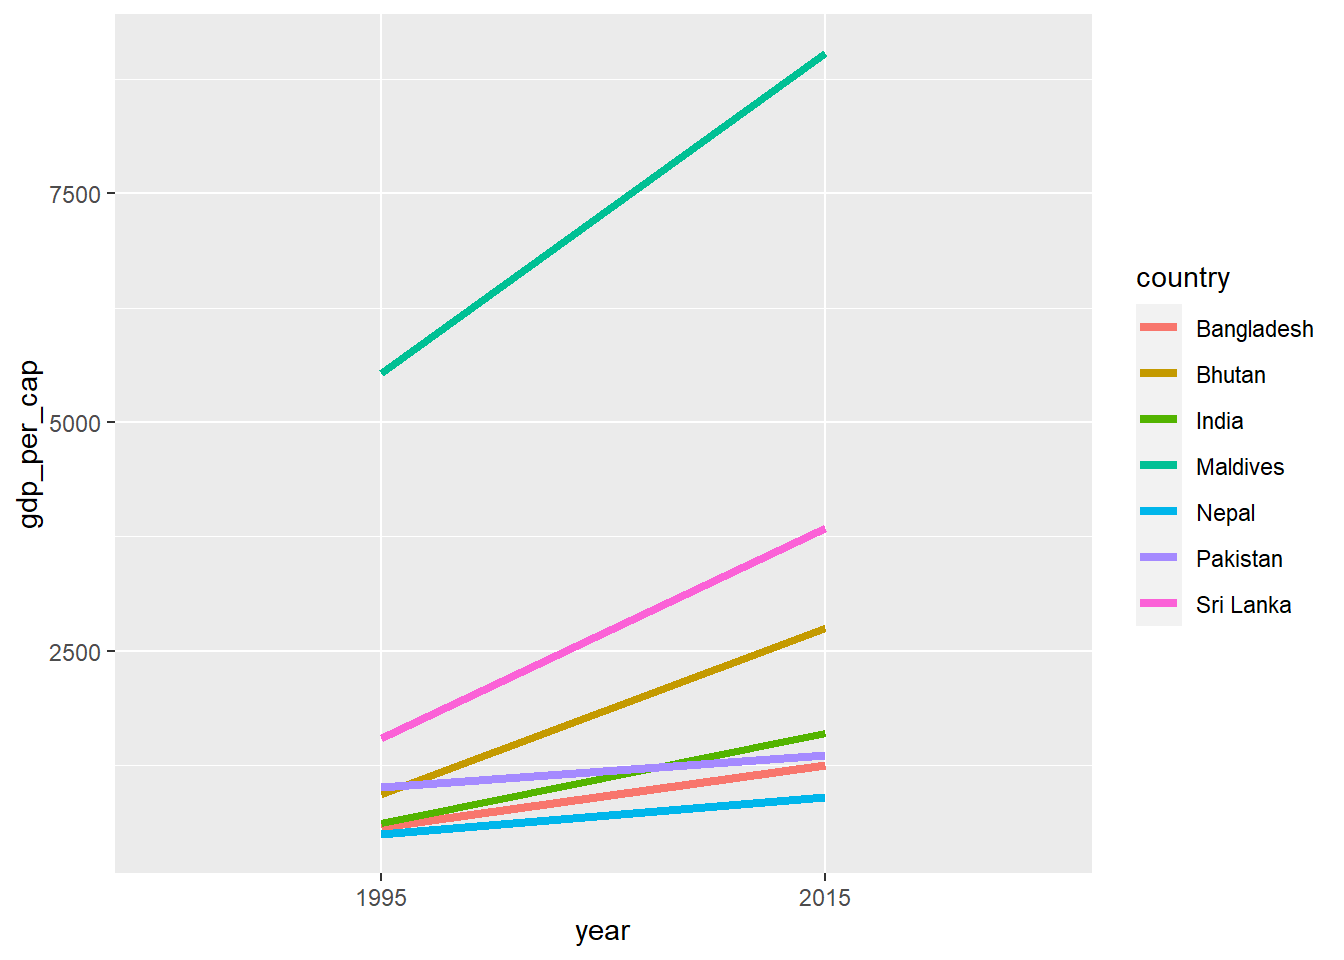 gdp_per_cap
7500
5000
2500
1995
2015
year
country
Bangladesh
Bhutan
India
Maldives
Nepal
Pakistan
Sri Lanka